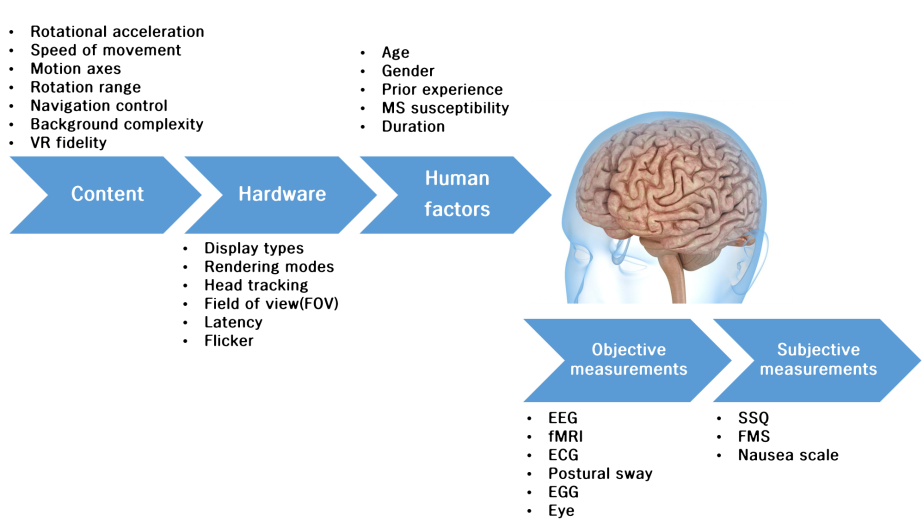 • Rotational acceleration
• Speed of movement
• Motion axes
• Rotation range
• Navigation control
• Background complexity
• VR fidelity
• Age
• Gender
• Prior experience
• MS susceptibility
• Duration
Content
Hardware
Human
factors
• Display types
• Rendering modes
• Head tracking
• Field of view(FOV)
• Latency
• Flicker
Objective
measurements
Subjective
measurements
• EEG
• fMRI
• ECG
• Postural sway
• EGG
• Eye
• SSQ
• FMS
• Nausea scale